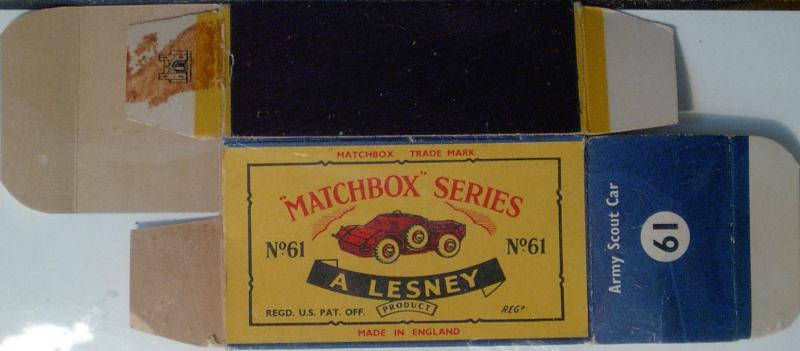 MATCHBOX TRADE MARK
"MATCHBOX" SERIES
Nº61
Nº61
A LESNEY
PRODUCT
REGD. U.S. PAT. OFF.
REGD
MADE IN ENGLAND
Army Scout Car
61